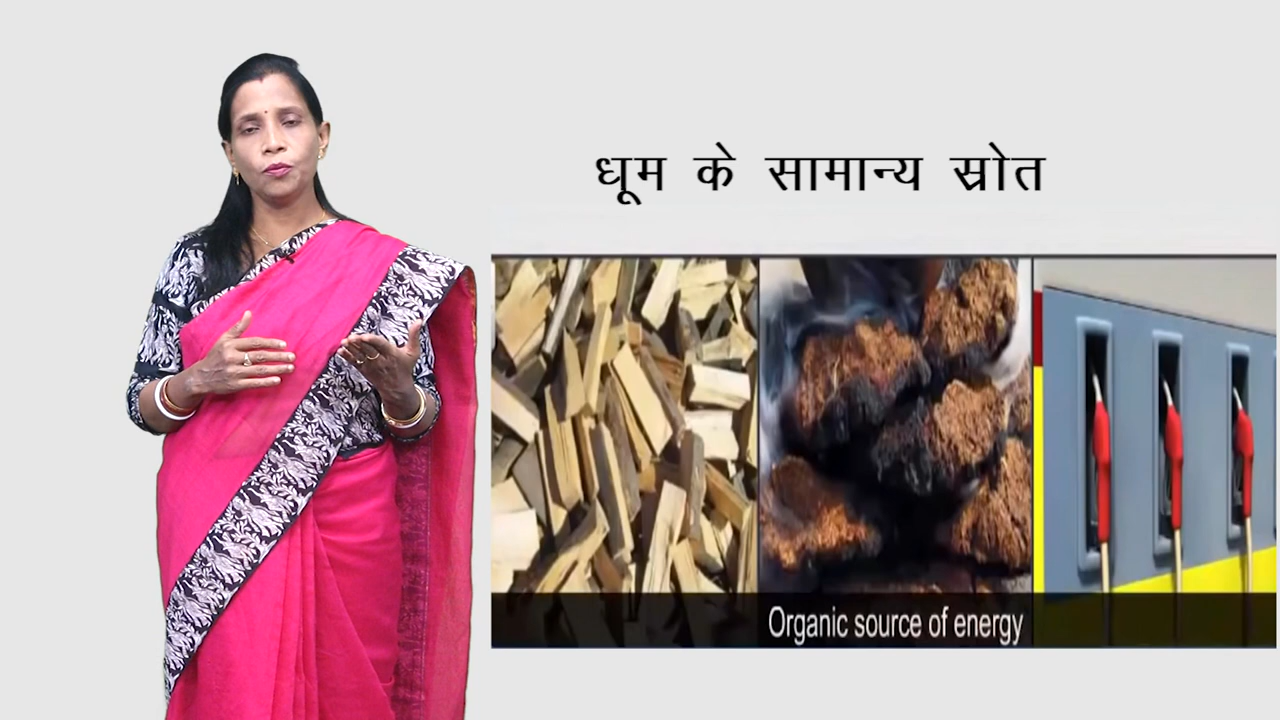 धूम के सामान्य स्रोत
Organic source of energy